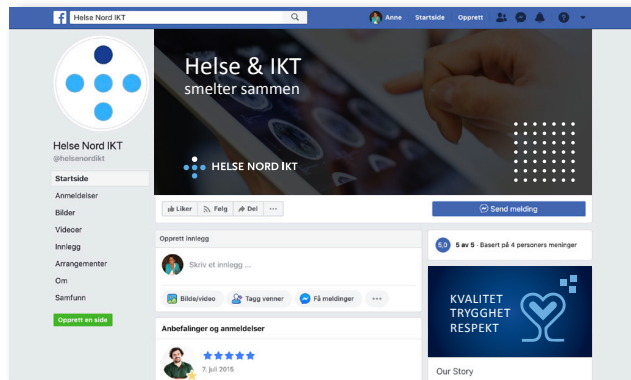 Helse Nord IKT
Anne
Startside
Opprett
Helse & IKT
smelter sammen
HELSE NORD IKT
Helse Nord IKT
@helsenordikt
Startside
Anmeldelser
Bilder
Videoer
Innlegg
Arrangementer
Om
Samfunn
Opprett en side
Liker
Følg
Del
Send melding
Opprett innlegg
Skriv et innlegg ...
Bilde/video
Tagg venner
Få meldinger
Anbefalinger og anmeldelser
7. juli 2015
5,0
5 av 5 · Basert på 4 personers meninger
KVALITET
TRYGGHET
RESPEKT
Our Story